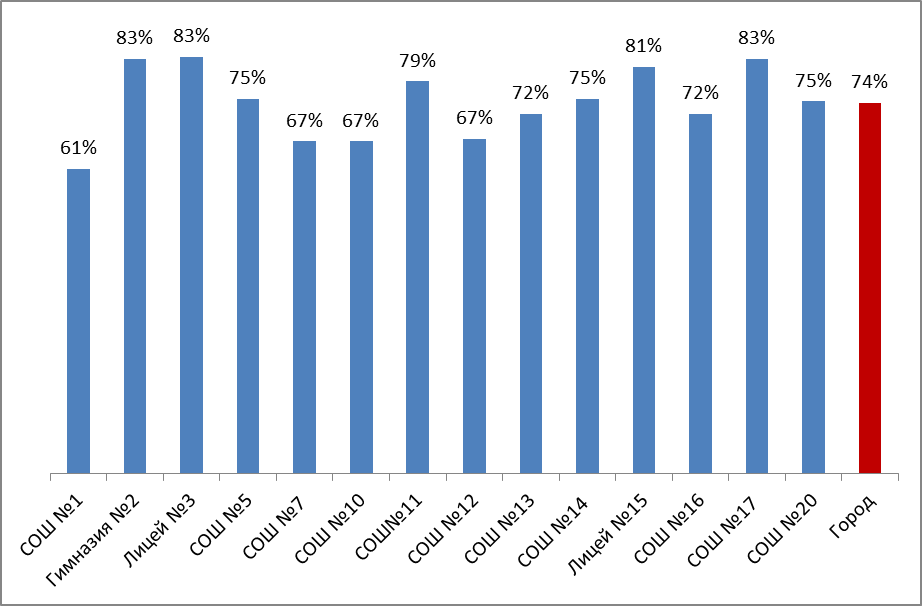 61%
83%
83%
75%
67%
67%
79%
67%
72%
75%
81%
72%
83%
75%
74%
СОШ №1
Гимназия №2
Лицей №3
СОШ №5
СОШ №7
СОШ №10
СОШ№11
СОШ №12
СОШ №13
СОШ №14
Лицей №15
СОШ №16
СОШ №17
СОШ №20
Город